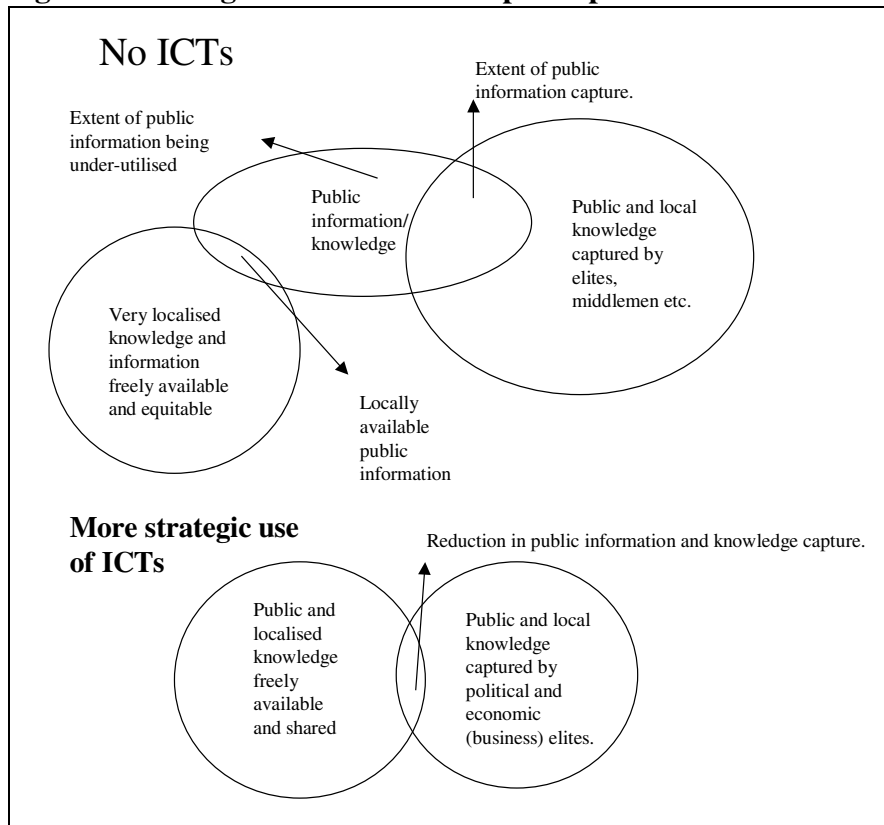 No ICTs
Extent of public
information capture.
Extent of public
information being
under-utilised
Public
information/
knowledge
Public and local
knowledge
captured by
elites,
middlemen etc.
Very localised
knowledge and
information
freely available
and equitable
Locally
available
public
information
More strategic use
of ICTs
Reduction in public information and knowledge capture.
Public and
localised
knowledge
freely
available
and shared
Public and local
knowledge
captured by
political and
economic
(business) elites.